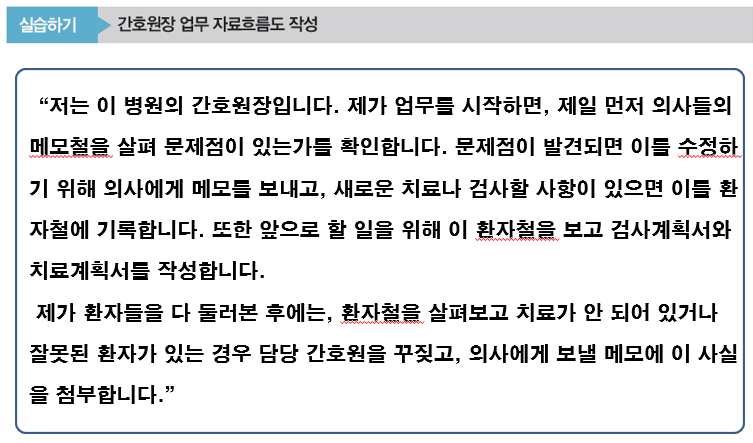 실습하기
간호원장 업무 자료흐름도 작성
“저는 이 병원의 간호원장입니다. 제가 업무를 시작하면, 제일 먼저 의사들의
메모철을 살펴 문제점이 있는가를 확인합니다. 문제점이 발견되면 이를 수정하
기 위해 의사에게 메모를 보내고, 새로운 치료나 검사할 사항이 있으면 이를 환
자철에 기록합니다. 또한 앞으로 할 일을 위해 이 환자철을 보고 검사계획서와
치료계획서를 작성합니다.
제가 환자들을 다 둘러본 후에는, 환자철을 살펴보고 치료가 안 되어 있거나
잘못된 환자가 있는 경우 담당 간호원을 꾸짖고, 의사에게 보낼 메모에 이 사실
을 첨부합니다.”